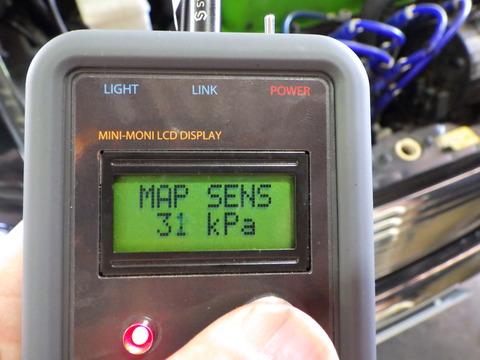 LIGHT LINK POWER
MINI-MONI LCD DISPLAY
MAP SENS
31 kPa